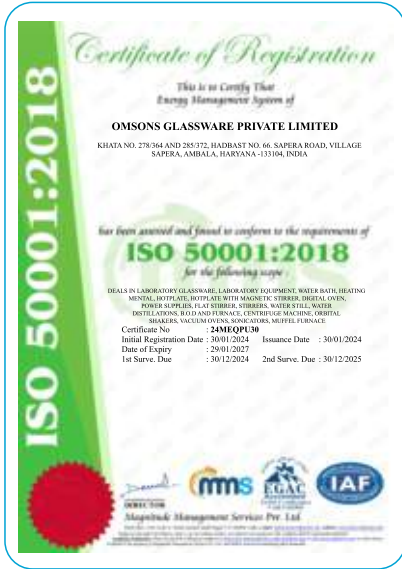 Certificate of Registration
This is to Certify That
Energy Management System of
OMSONS GLASSWARE PRIVATE LIMITED
KHATA NO. 278/364 AND 285/372, HADBAST NO. 66. SAPERA ROAD, VILLAGE
SAPERA, AMBALA, HARYANA -133104, INDIA
has been assessed and found to conform to the requirements of
ISO 50001:2018
for the following scope :
DEALS IN LABORATORY GLASSWARE, LABORATORY EQUIPMENT, WATER BATH, HEATING
MENTAL, HOTPLATE, HOTPLATE WITH MAGNETIC STIRRER, DIGITAL OVEN,
POWER SUPPLIES, FLAT STIRRER, STIRRERS, WATER STILL, WATER
DISTILLATIONS, B.O.D AND FURNACE, CENTRIFUGE MACHINE, ORBITAL
SHAKERS, VACUUM OVENS, SONICATORS, MUFFEL FURNACE
Certificate No : 24MEQPU30
Initial Registration Date : 30/01/2024 Issuance Date : 30/01/2024
Date of Expiry : 29/01/2027
1st Surve. Due : 30/12/2024 2nd Surve. Due : 30/12/2025
ISO 50001:2018
DIRECTOR
mms
EGAC
IAF
Magnitude Management Services Pvt. Ltd.